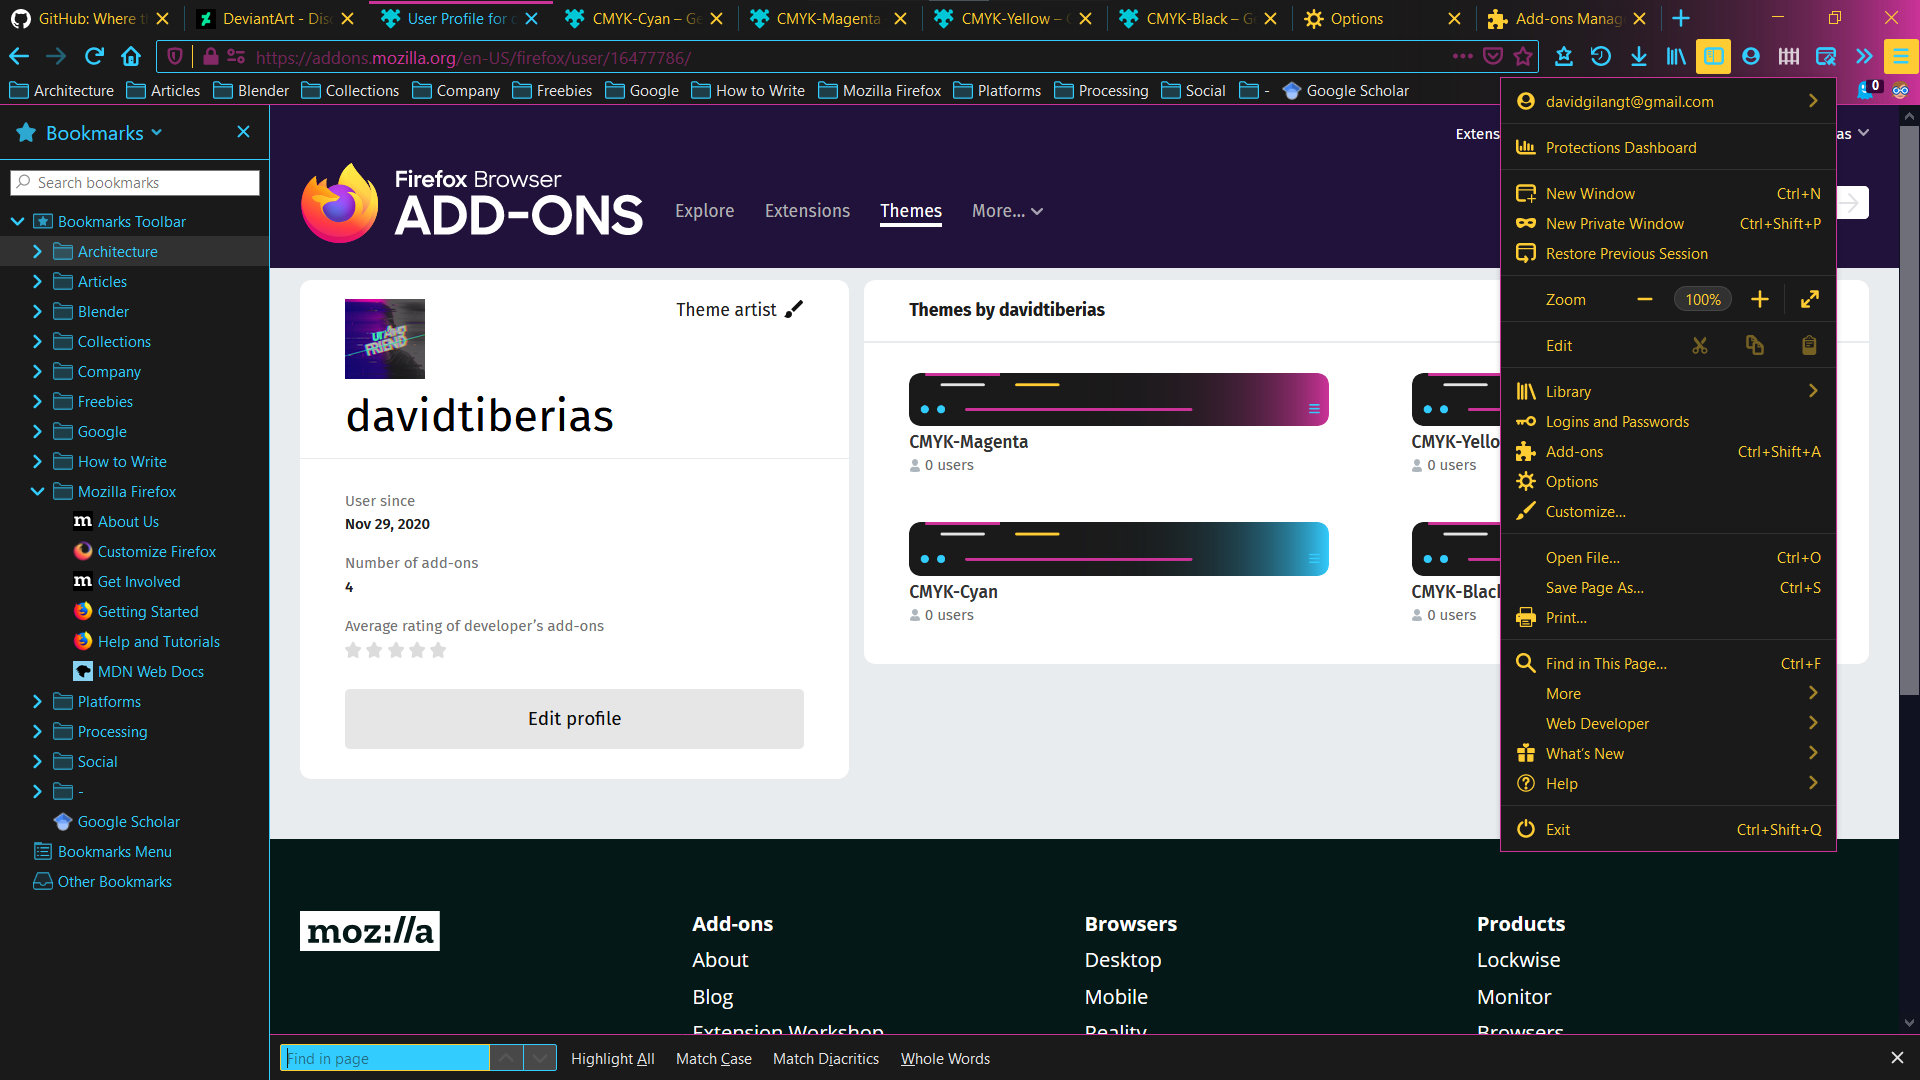 GitHub: Where th
DeviantArt - Disc
User Profile for d
CMYK-Cyan – Ge
CMYK-Magenta
CMYK-Yellow – G
CMYK-Black – Ge
Options
Add-ons Manag
https://addons.mozilla.org/en-US/firefox/user/16477786/
Architecture
Articles
Blender
Collections
Company
Freebies
Google
How to Write
Mozilla Firefox
Platforms
Processing
Social
-
Google Scholar
0
Bookmarks
Search bookmarks
Bookmarks Toolbar
Architecture
Articles
Blender
Collections
Company
Freebies
Google
How to Write
Mozilla Firefox
About Us
Customize Firefox
Get Involved
Getting Started
Help and Tutorials
MDN Web Docs
Platforms
Processing
Social
-
Google Scholar
Bookmarks Menu
Other Bookmarks
Extens
as
Firefox Browser
ADD-ONS
Explore
Extensions
Themes
More...
FRIEND
Theme artist
davidtiberias
User since
Nov 29, 2020
Number of add-ons
4
Average rating of developer’s add-ons
Edit profile
Themes by davidtiberias
CMYK-Magenta
0 users
CMYK-Yello
0 users
CMYK-Cyan
0 users
CMYK-Blac
0 users
davidgilangt@gmail.com
Protections Dashboard
New Window Ctrl+N
New Private Window Ctrl+Shift+P
Restore Previous Session
Zoom 100%
Edit
Library
Logins and Passwords
Add-ons Ctrl+Shift+A
Options
Customize...
Open File... Ctrl+O
Save Page As... Ctrl+S
Print...
Find in This Page... Ctrl+F
More
Web Developer
What's New
Help
Exit Ctrl+Shift+Q
moz://a
Add-ons
About
Blog
Extension Workshop
Browsers
Desktop
Mobile
Reality
Products
Lockwise
Monitor
Browsers
Find in page
Highlight All
Match Case
Match Diacritics
Whole Words